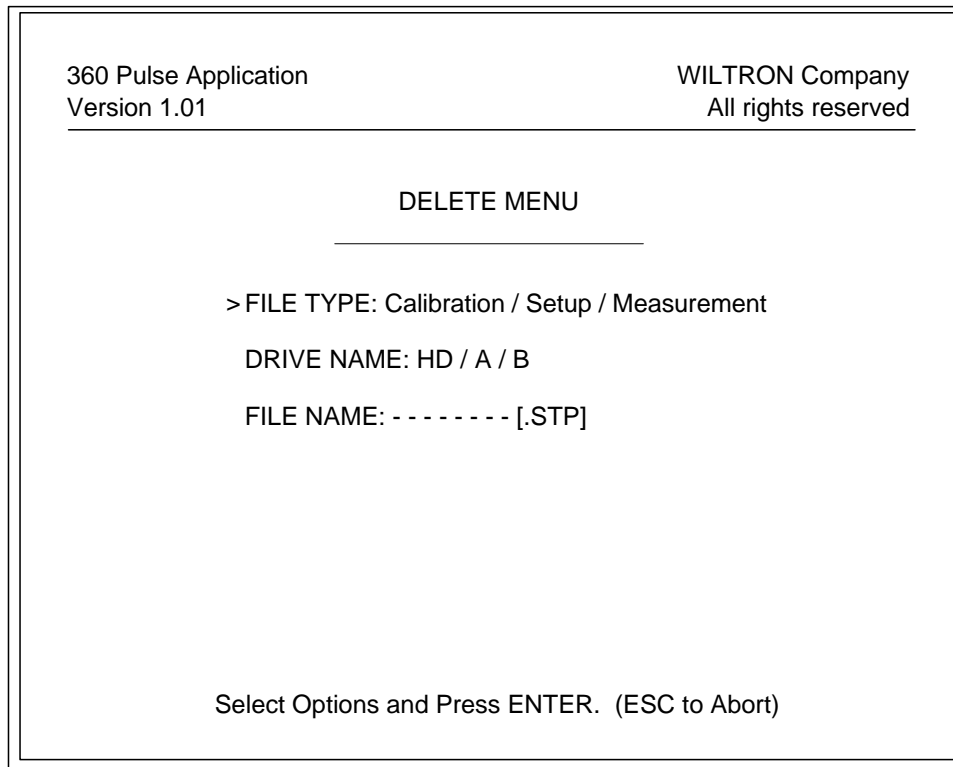 360 Pulse Application WILTRON Company
Version 1.01 All rights reserved
DELETE MENU
> FILE TYPE: Calibration / Setup / Measurement
DRIVE NAME: HD / A / B
FILE NAME: - - - - - - - - [.STP]
Select Options and Press ENTER. (ESC to Abort)